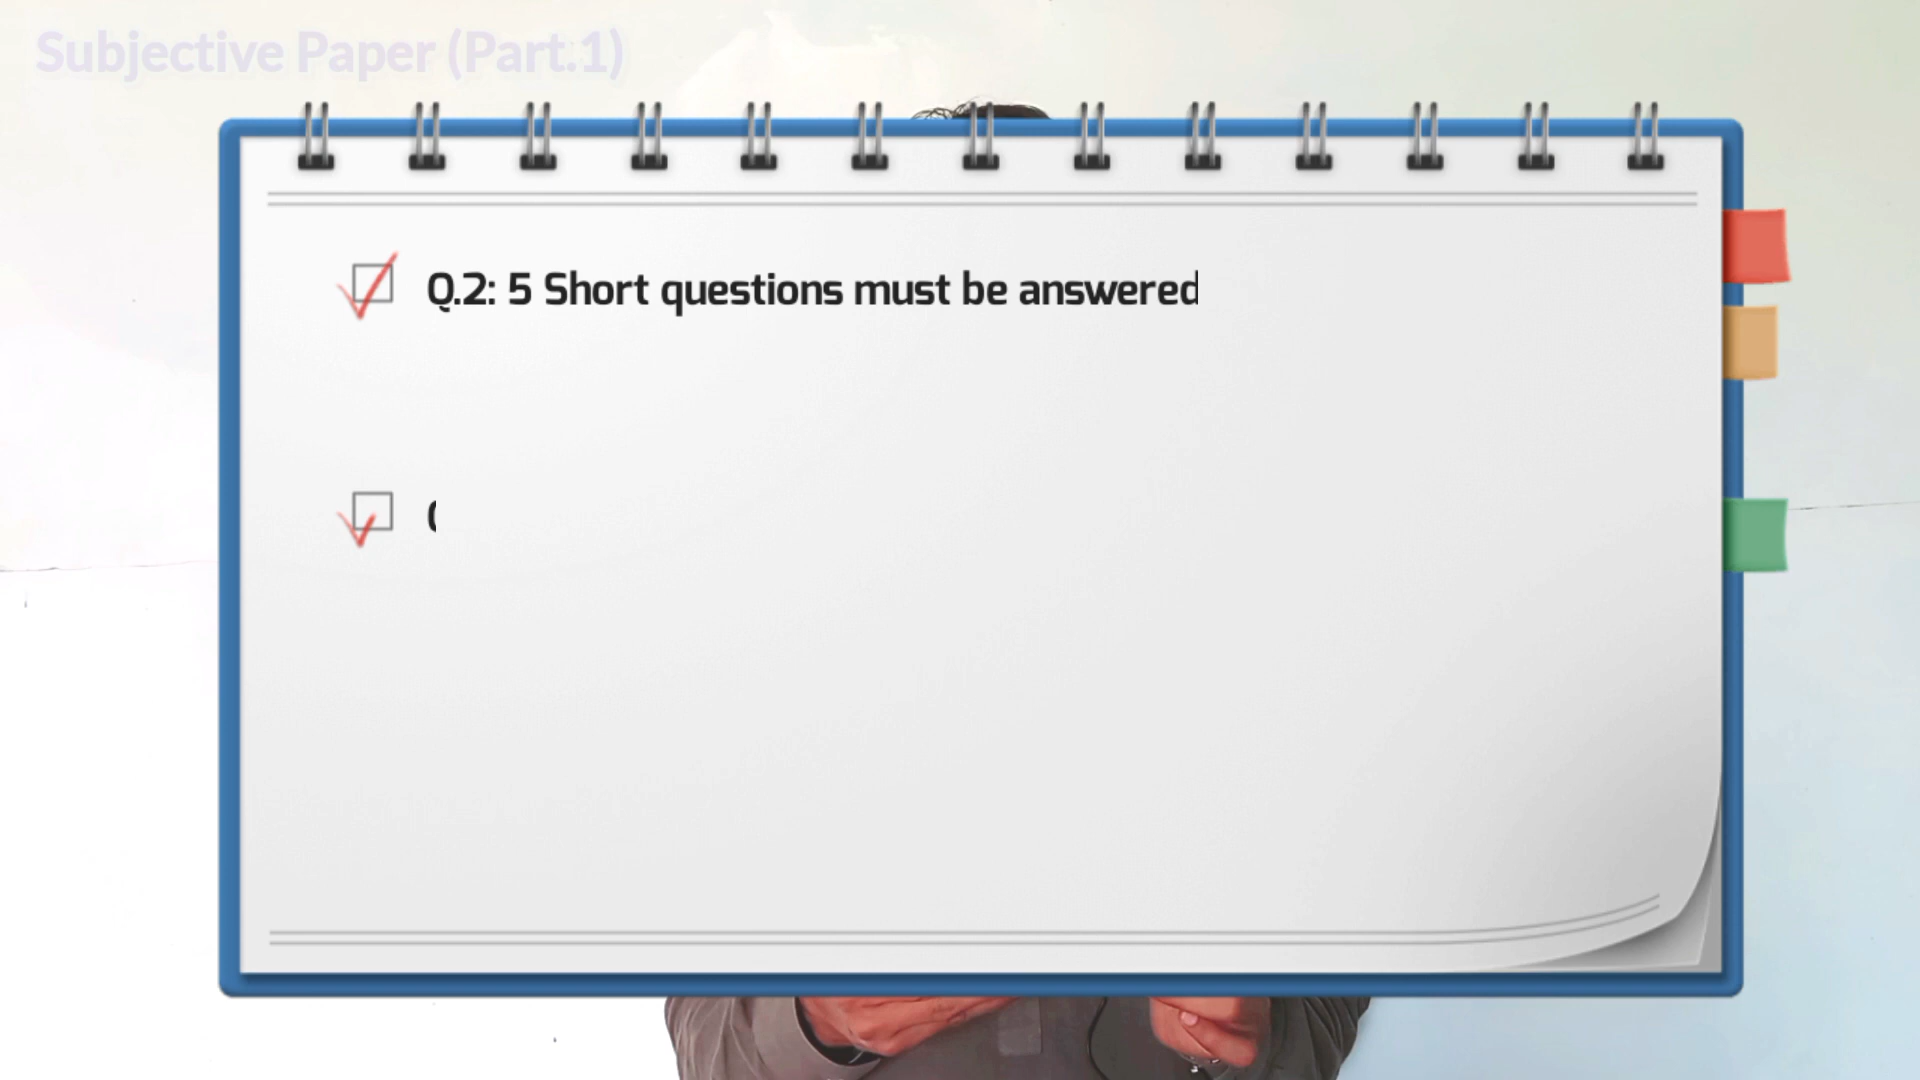 Subjective Paper (Part.1)
Q.2: 5 Short questions must be answered